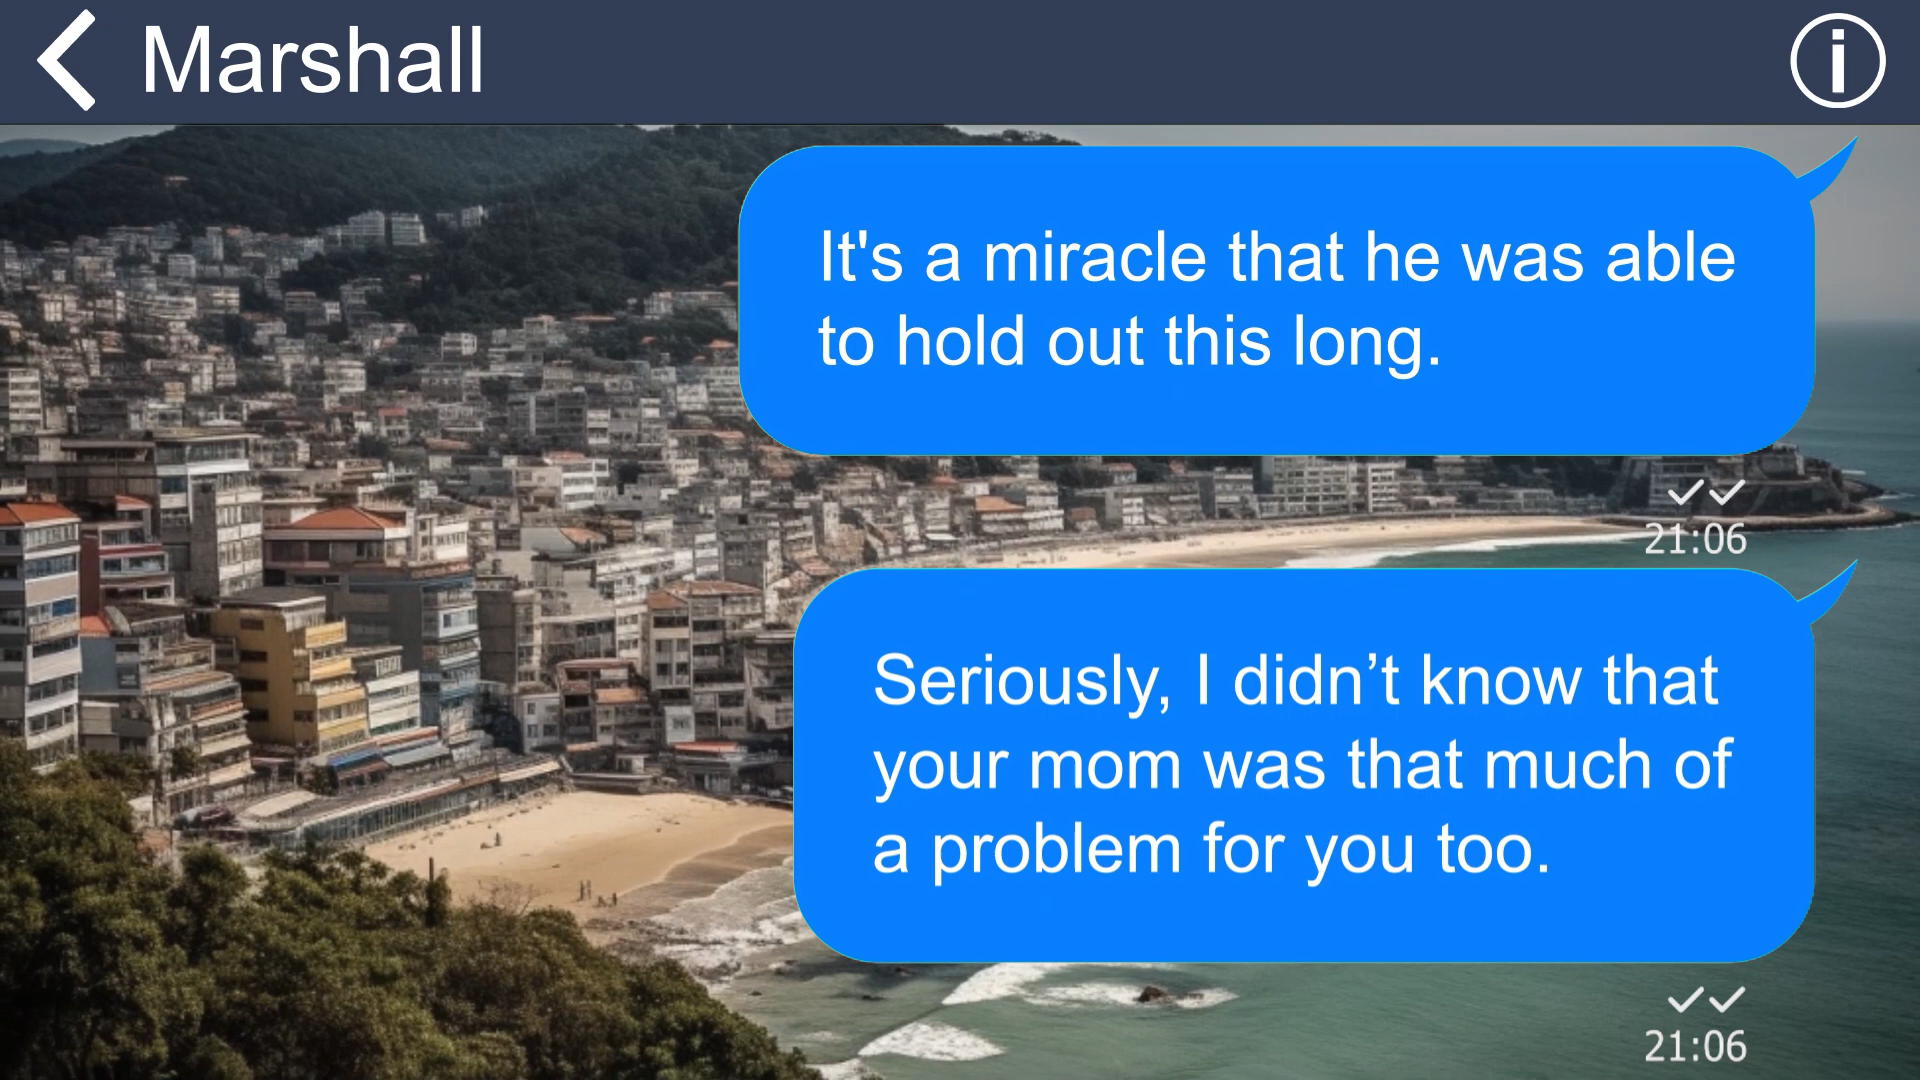 Marshall
It's a miracle that he was able
to hold out this long.
21:06
Seriously, I didn’t know that
your mom was that much of
a problem for you too.
21:06